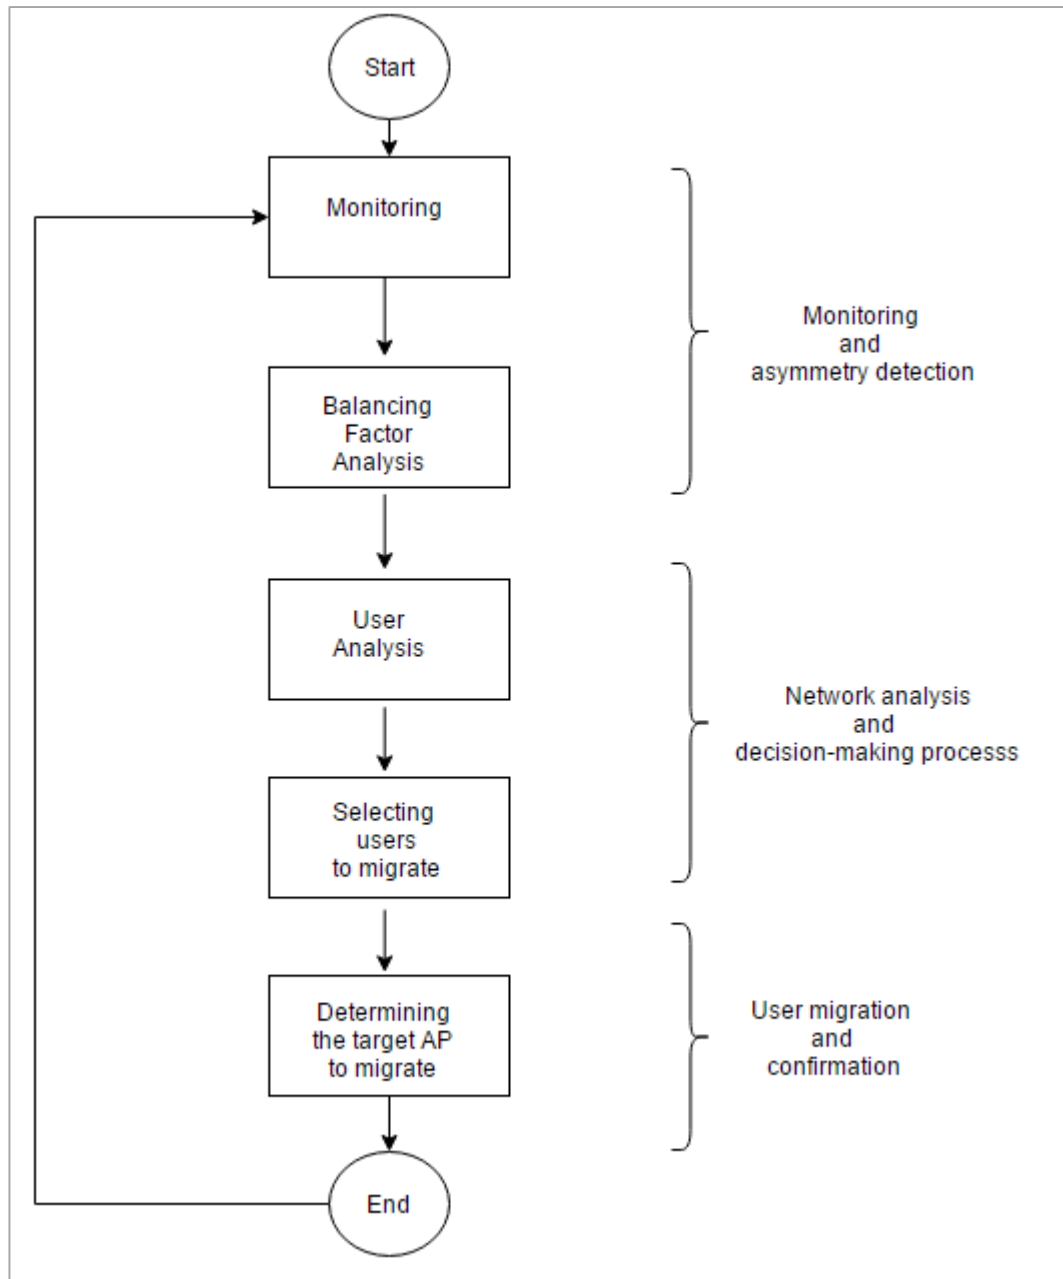 Start
Monitoring
Balancing
Factor
Analysis
User
Analysis
Selecting
users
to migrate
Determining
the target AP
to migrate
End
Monitoring
and
asymmetry detection
Network analysis
and
decision-making processs
User migration
and
confirmation